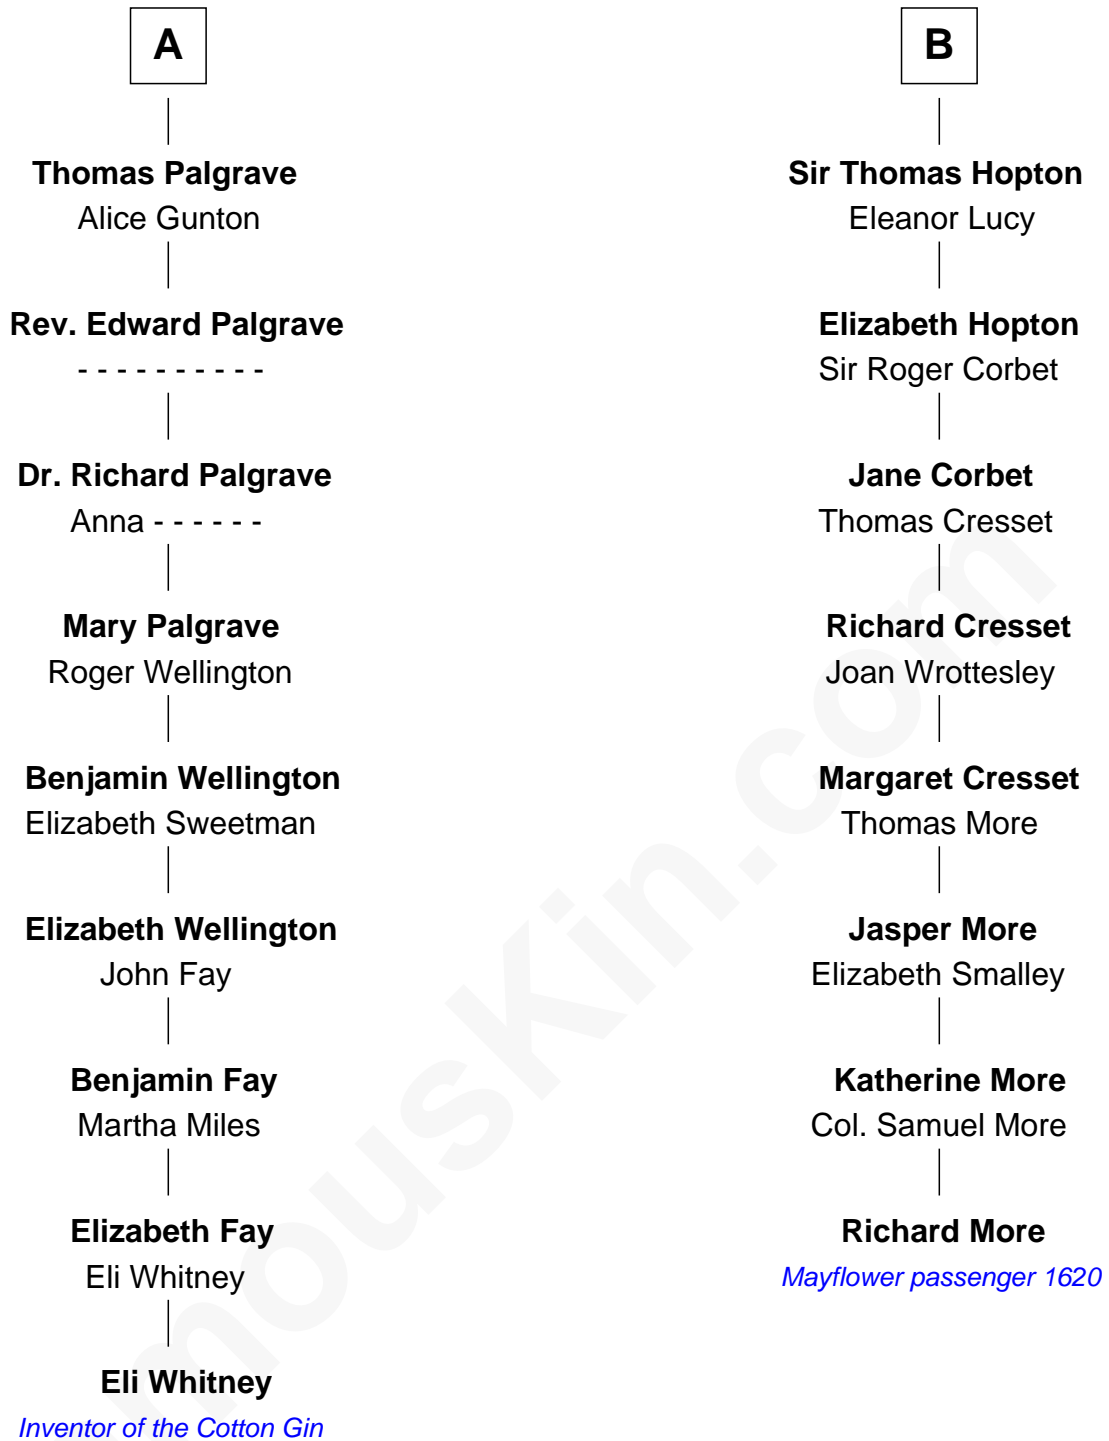 A
Thomas Palgrave
Alice Gunton
Rev. Edward Palgrave
- - - - - - - - - -
Dr. Richard Palgrave
Anna - - - - - -
Mary Palgrave
Roger Wellington
Benjamin Wellington
Elizabeth Sweetman
Elizabeth Wellington
John Fay
Benjamin Fay
Martha Miles
Elizabeth Fay
Eli Whitney
Eli Whitney
Inventor of the Cotton Gin
B
Sir Thomas Hopton
Eleanor Lucy
Elizabeth Hopton
Sir Roger Corbet
Jane Corbet
Thomas Cresset
Richard Cresset
Joan Wrottesley
Margaret Cresset
Thomas More
Jasper More
Elizabeth Smalley
Katherine More
Col. Samuel More
Richard More
Mayflower passenger 1620
mouskin.com